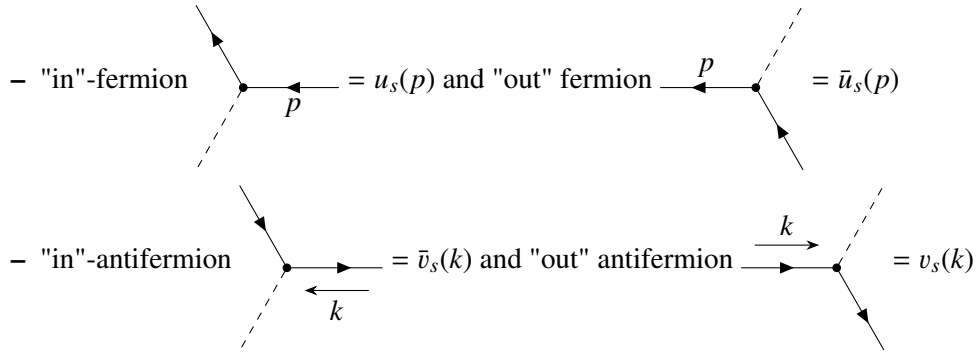 – "in"-fermion p = u_s(p) and "out" fermion p = ū_s(p)
– "in"-antifermion k = v̄_s(k) and "out" antifermion k = v_s(k)